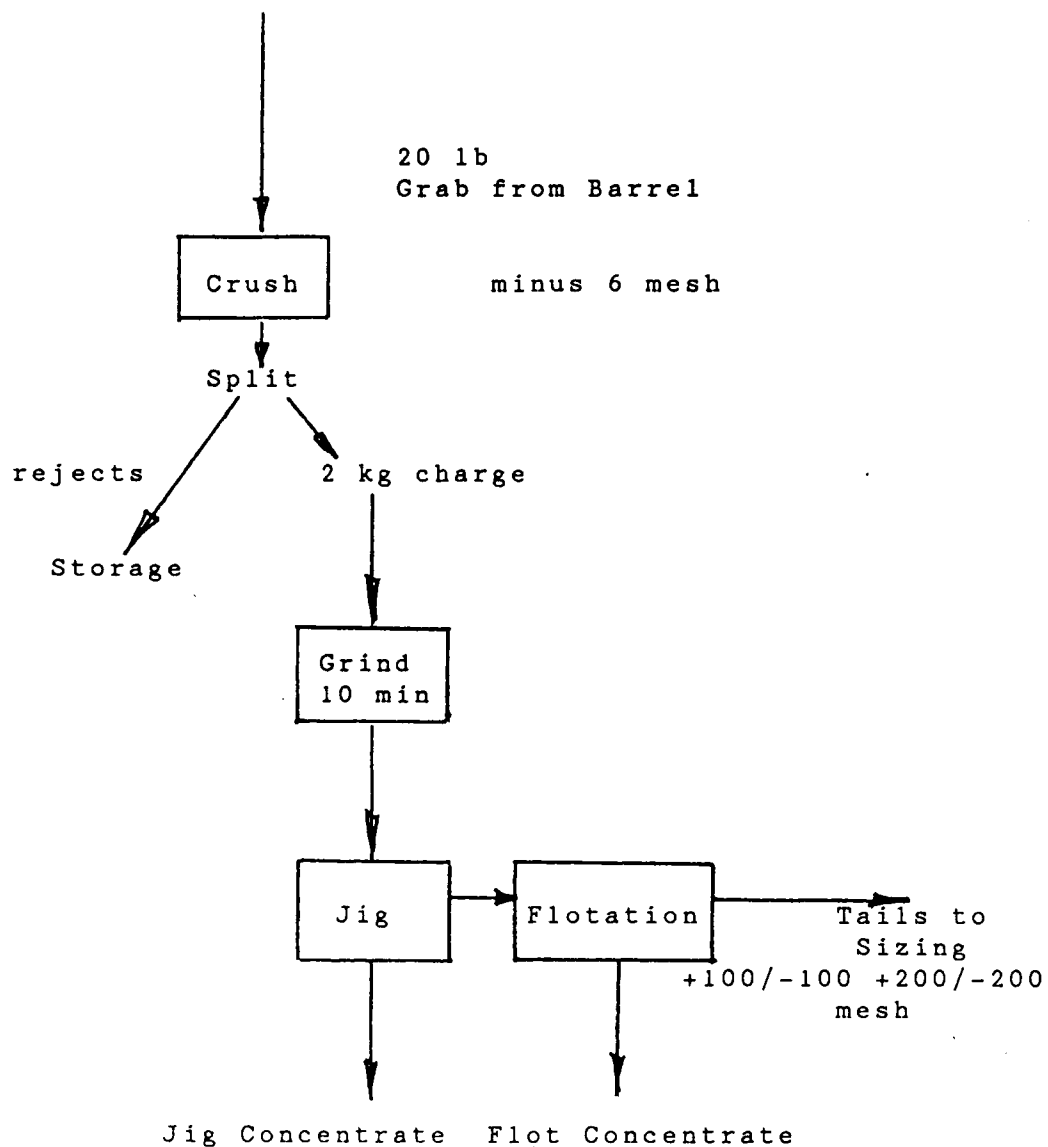 20 lb
Grab from Barrel
Crush
minus 6 mesh
Split
rejects
2 kg charge
Storage
Grind
10 min
Jig
Flotation
Tails to
Sizing
+100/-100 +200/-200
mesh
Jig Concentrate
Flot Concentrate